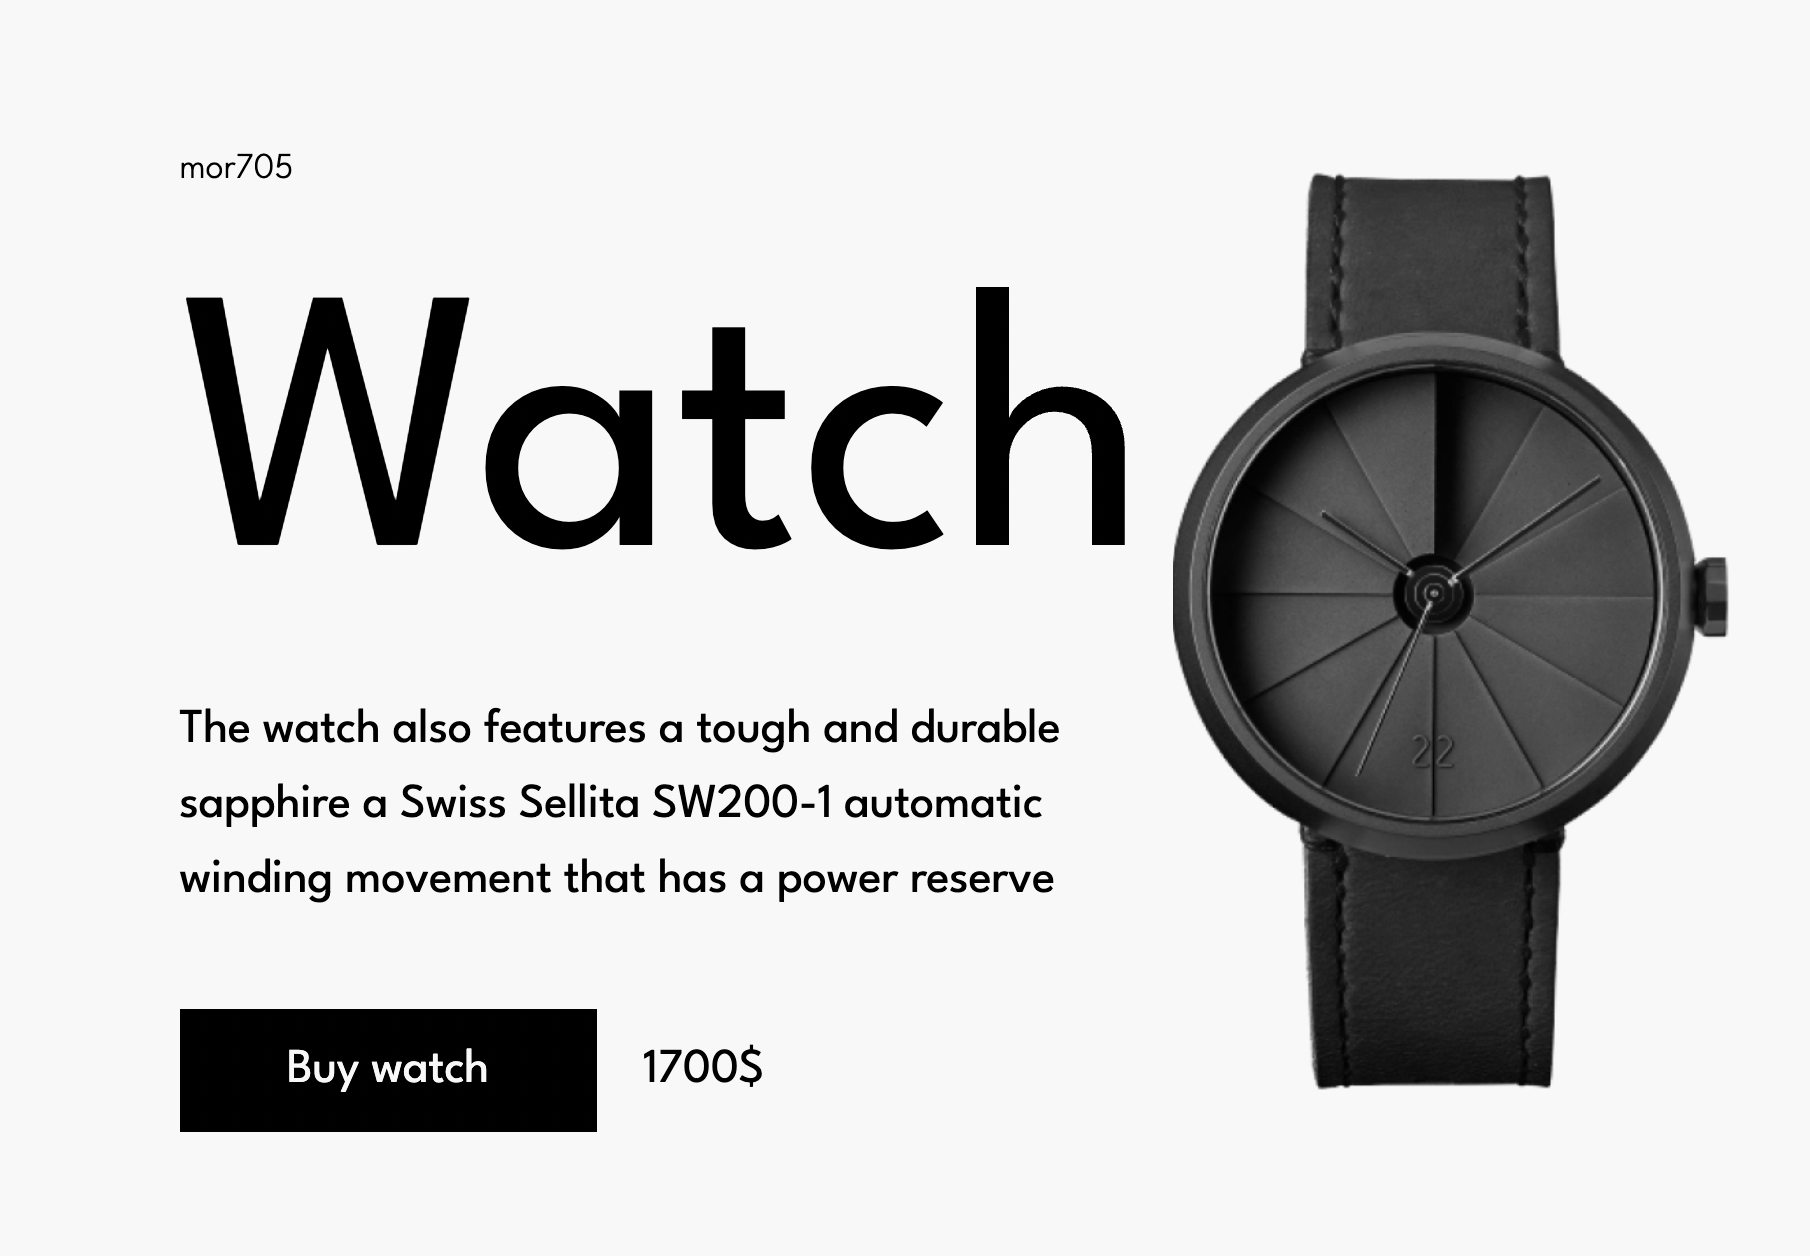 mor705
Watch
The watch also features a tough and durable
sapphire a Swiss Sellita SW200-1 automatic
winding movement that has a power reserve
Buy watch
1700$
22